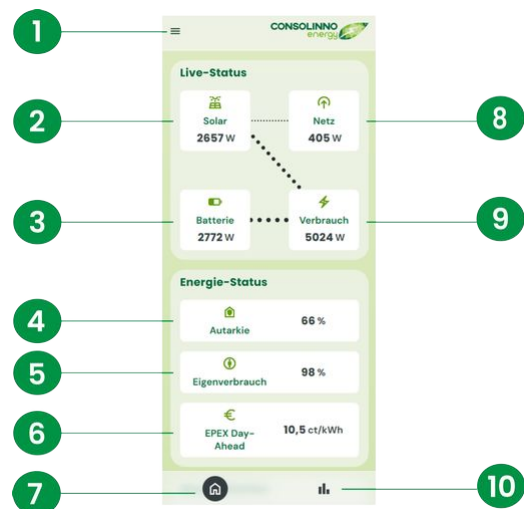 1
CONSOLINNO
energy
Live-Status
2
Solar
2657 W
Netz
405 W
8
3
Batterie
2772 W
Verbrauch
5024 W
9
Energie-Status
4
Autarkie
66 %
5
Eigenverbrauch
98 %
6
EPEX Day-
Ahead
10,5 ct/kWh
7
10